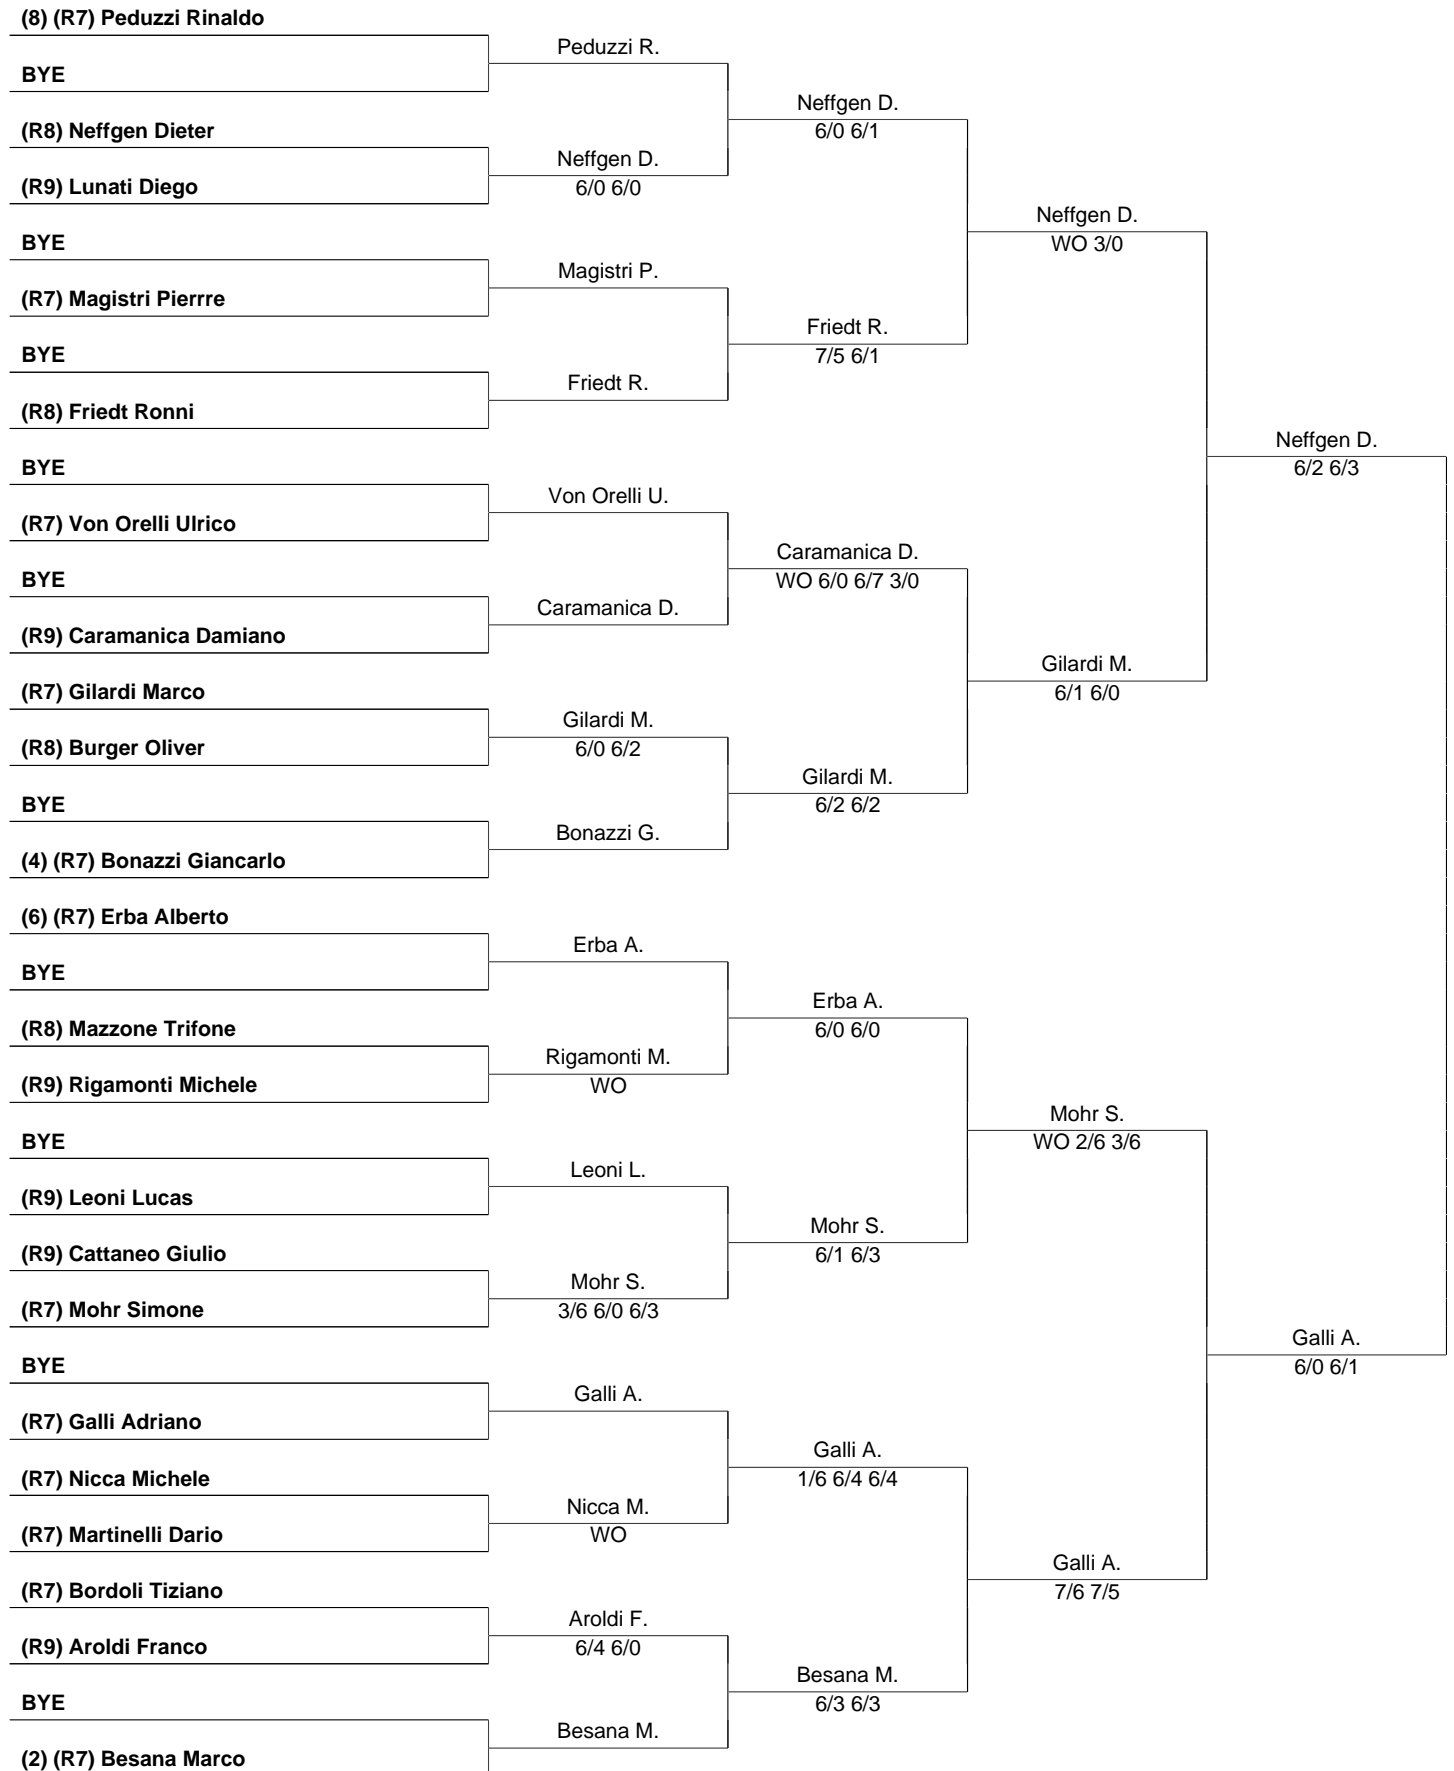 (8) (R7) Peduzzi Rinaldo
Peduzzi R.
BYE
Neffgen D.
6/0 6/1
(R8) Neffgen Dieter
Neffgen D.
6/0 6/0
(R9) Lunati Diego
Neffgen D.
WO 3/0
BYE
Magistri P.
(R7) Magistri Pierrre
Friedt R.
7/5 6/1
BYE
Friedt R.
(R8) Friedt Ronni
Neffgen D.
6/2 6/3
BYE
Von Orelli U.
(R7) Von Orelli Ulrico
Caramanica D.
WO 6/0 6/7 3/0
BYE
Caramanica D.
(R9) Caramanica Damiano
Gilardi M.
6/1 6/0
(R7) Gilardi Marco
Gilardi M.
6/0 6/2
(R8) Burger Oliver
Gilardi M.
6/2 6/2
BYE
Bonazzi G.
(4) (R7) Bonazzi Giancarlo
(6) (R7) Erba Alberto
Erba A.
BYE
Erba A.
6/0 6/0
(R8) Mazzone Trifone
Rigamonti M.
WO
(R9) Rigamonti Michele
Mohr S.
WO 2/6 3/6
BYE
Leoni L.
(R9) Leoni Lucas
Mohr S.
6/1 6/3
(R9) Cattaneo Giulio
Mohr S.
3/6 6/0 6/3
(R7) Mohr Simone
Galli A.
6/0 6/1
BYE
Galli A.
(R7) Galli Adriano
Galli A.
1/6 6/4 6/4
(R7) Nicca Michele
Nicca M.
WO
(R7) Martinelli Dario
Galli A.
7/6 7/5
(R7) Bordoli Tiziano
Aroldi F.
6/4 6/0
(R9) Aroldi Franco
Besana M.
6/3 6/3
BYE
Besana M.
(2) (R7) Besana Marco